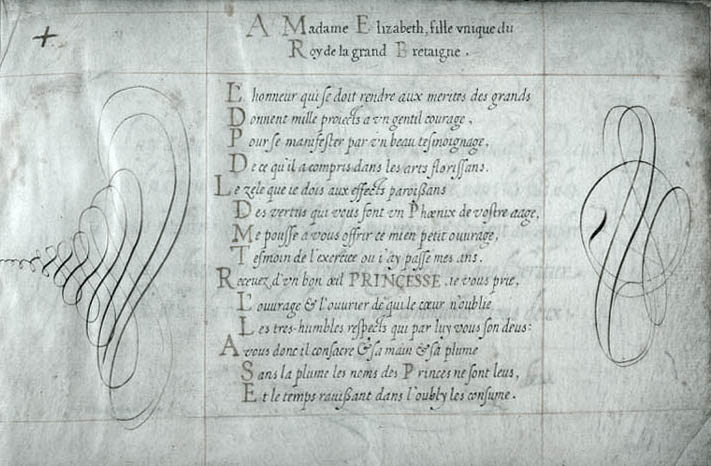 A Madame Elizabeth, fille vnique du
Roy de la grand Bretaigne.
L'honneur qui se doit rendre aux merites des grands
Donnent mille proiects a vn gentil courage,
Pour se manifester par vn beau tesmoignage,
De ce qu'il a compris dans les arts florissans.
Le zele que ie dois aux effects paroißans
Des vertus qui vous font vn Phœnix de vostre aage,
Me pousse a vous offrir ce mien petit ouurage,
Tesmoin de l'exercice ou i'ay passe mes ans.
Receuez d'vn bon œil PRINCESSE, ie vous prie,
L'ouurage & l'ouurier de qui le cœur n'oublie
Les tres-humbles respects qui par luy vous son deus:
A vous donc il consacre & sa main & sa plume
Sans la plume les noms des Princes ne sont leus,
Et le temps rauißant dans l'oubly les consume.